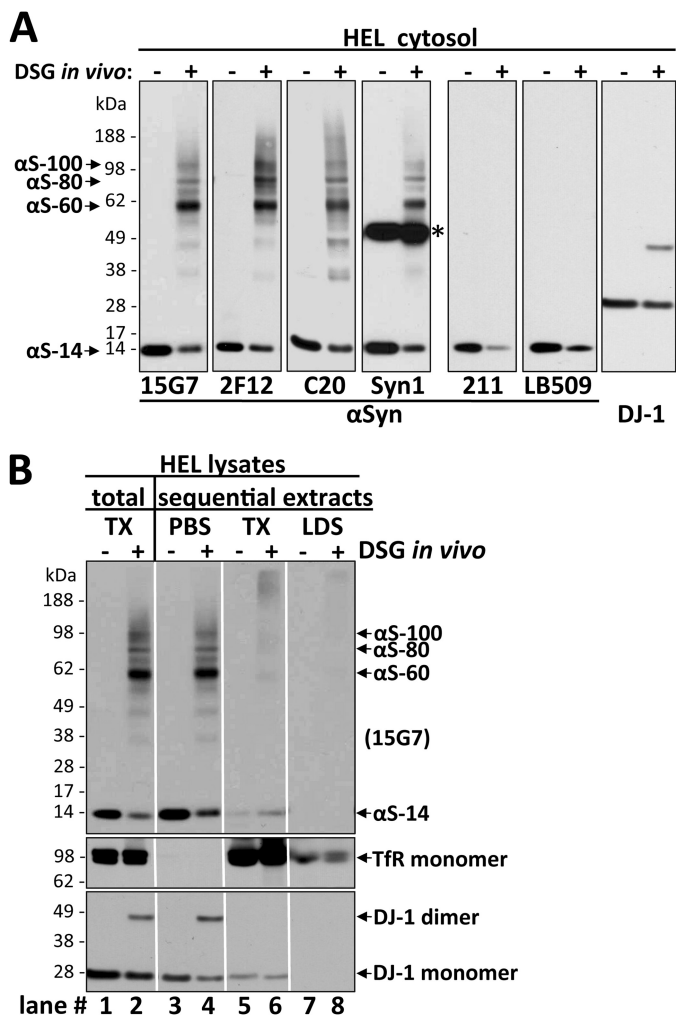 A
HEL cytosol
DSG in vivo: - + - + - + - + - + - + - +
kDa
188 -
αS-100
98 -
αS-80
αS-60
62 -
49 -
*
38 -
28 -
17 -
αS-14
14 -
15G7 2F12 C20 Syn1 211 LB509
αSyn
DJ-1
B
HEL lysates
total sequential extracts
TX PBS TX LDS
- + - + - + - + DSG in vivo
kDa
188 -
98 -
αS-100
αS-80
62 -
αS-60
49 -
38 -
(15G7)
28 -
17 -
14 -
αS-14
98 -
TfR monomer
62 -
49 -
DJ-1 dimer
38 -
28 -
DJ-1 monomer
lane # 1 2 3 4 5 6 7 8